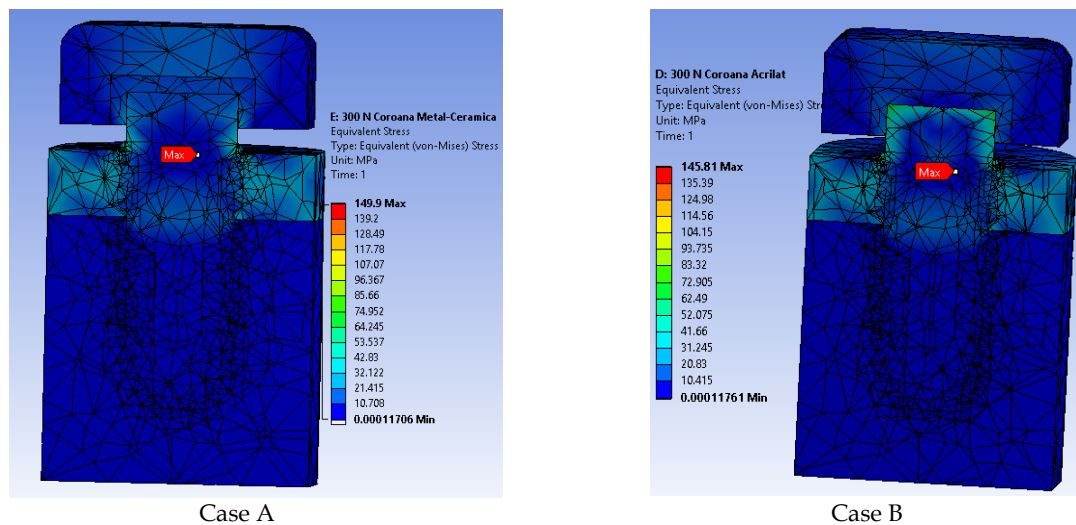 E: 300 N Coroana Metal-Ceramica
Equivalent Stress
Type: Equivalent (von-Mises) Stress
Unit: MPa
Time: 1
Max
149.9 Max
139.2
128.49
117.78
107.07
96.367
85.66
74.952
64.245
53.537
42.83
32.122
21.415
10.708
0.00011706 Min
Case A
D: 300 N Coroana Acrilat
Equivalent Stress
Type: Equivalent (von-Mises) Stress
Unit: MPa
Time: 1
Max
145.81 Max
135.39
124.98
114.56
104.15
93.735
83.32
72.905
62.49
52.075
41.66
31.245
20.83
10.415
0.00011761 Min
Case B